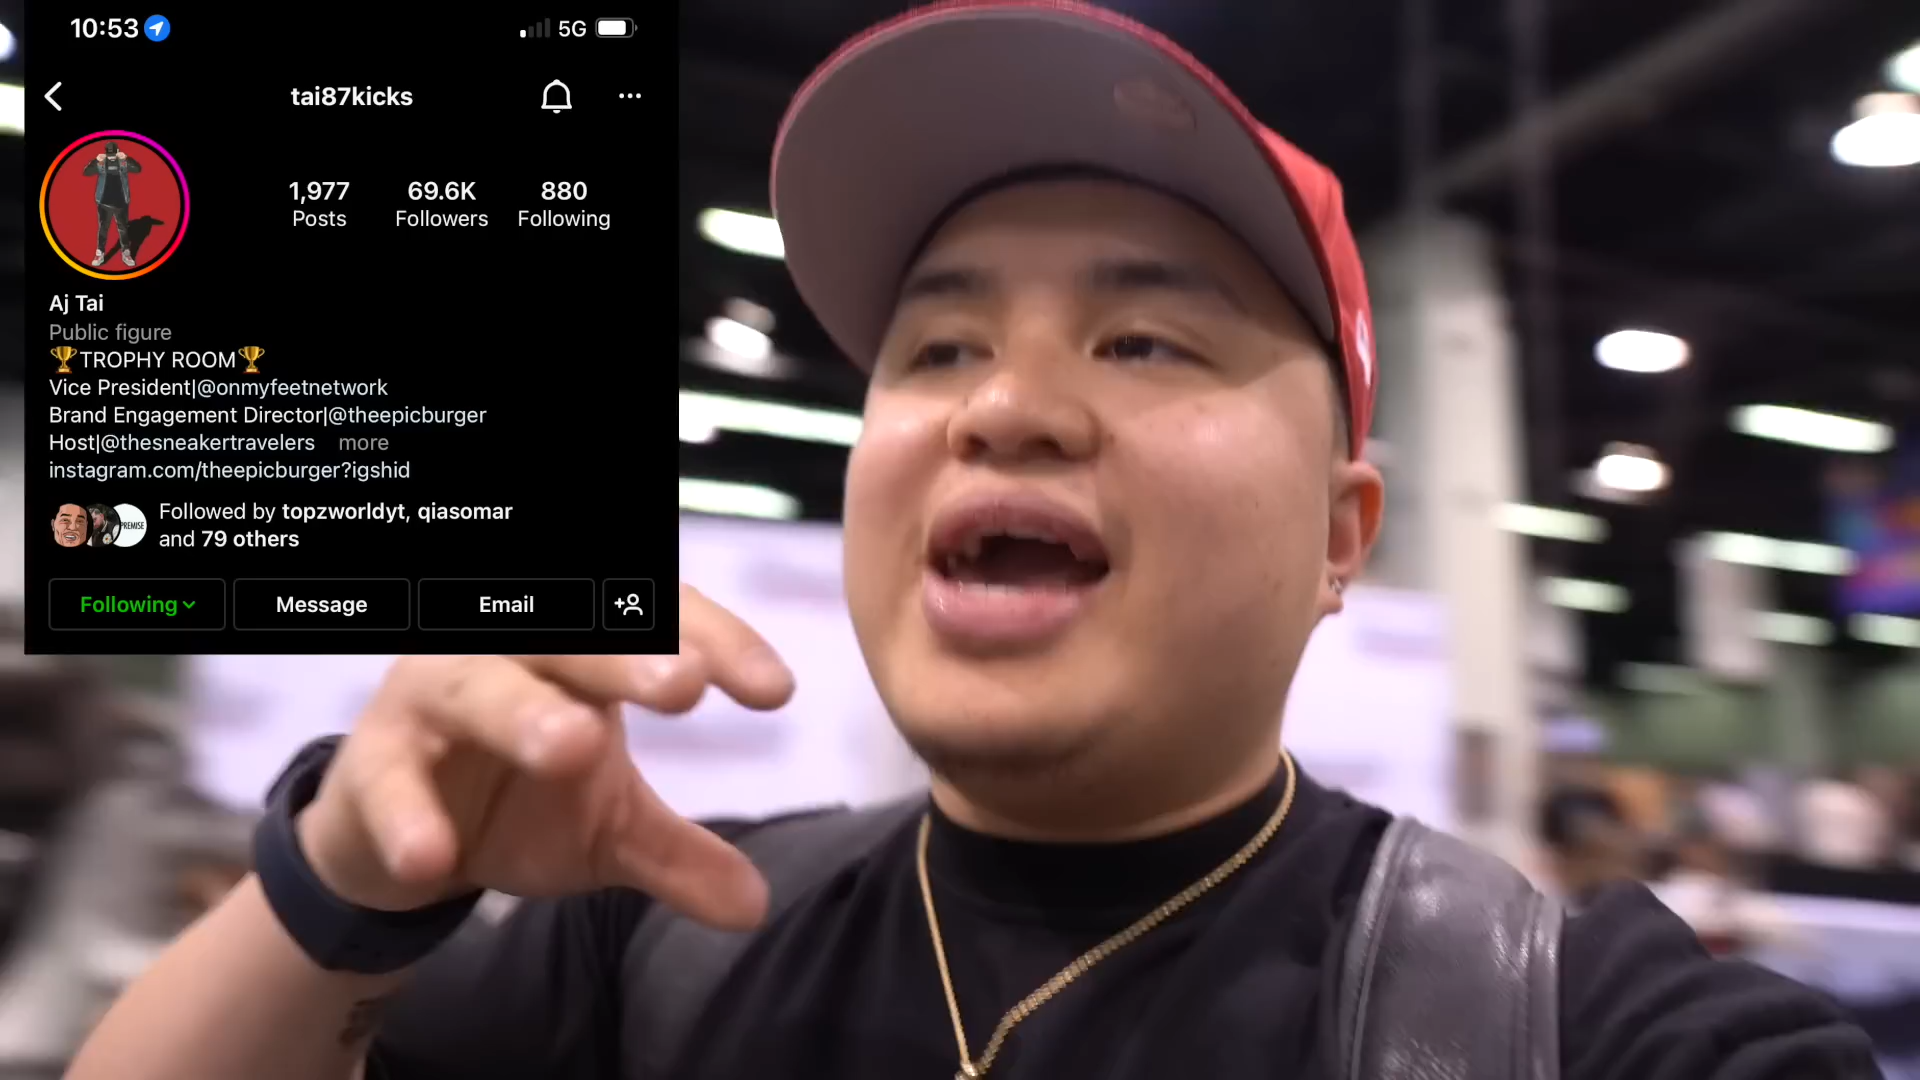 10:53
5G
tai87kicks
1,977
69.6K
880
Posts
Followers
Following
Aj Tai
Public figure
🏆TROPHY ROOM🏆
Vice President|@onmyfeetnetwork
Brand Engagement Director|@theepicburger
Host|@thesneakertravelers more
instagram.com/theepicburger?igshid
PREMISE
Followed by topzworldyt, qiasomar
and 79 others
Following
Message
Email